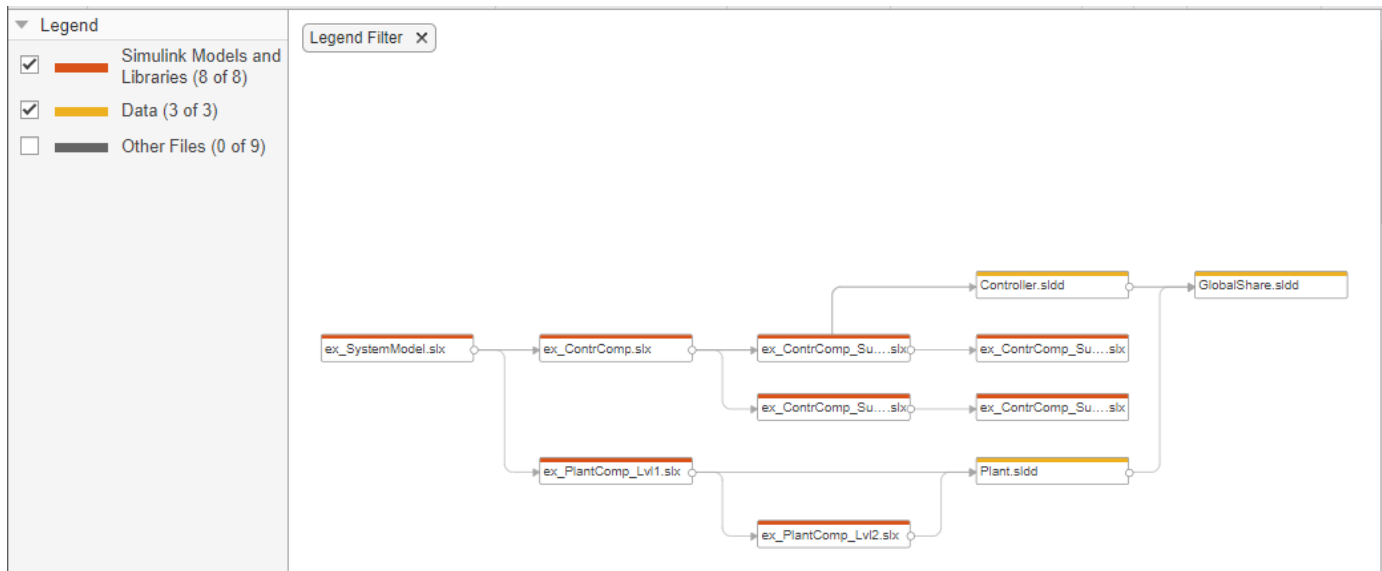 Legend
Simulink Models and
Libraries (8 of 8)
Data (3 of 3)
Other Files (0 of 9)
Legend Filter
Controller.sldd
GlobalShare.sldd
ex_SystemModel.slx
ex_ContrComp.slx
ex_ContrComp_Su....slx
ex_ContrComp_Su....slx
ex_ContrComp_Su....slx
ex_ContrComp_Su....slx
ex_PlantComp_Lvl1.slx
Plant.sldd
ex_PlantComp_Lvl2.slx